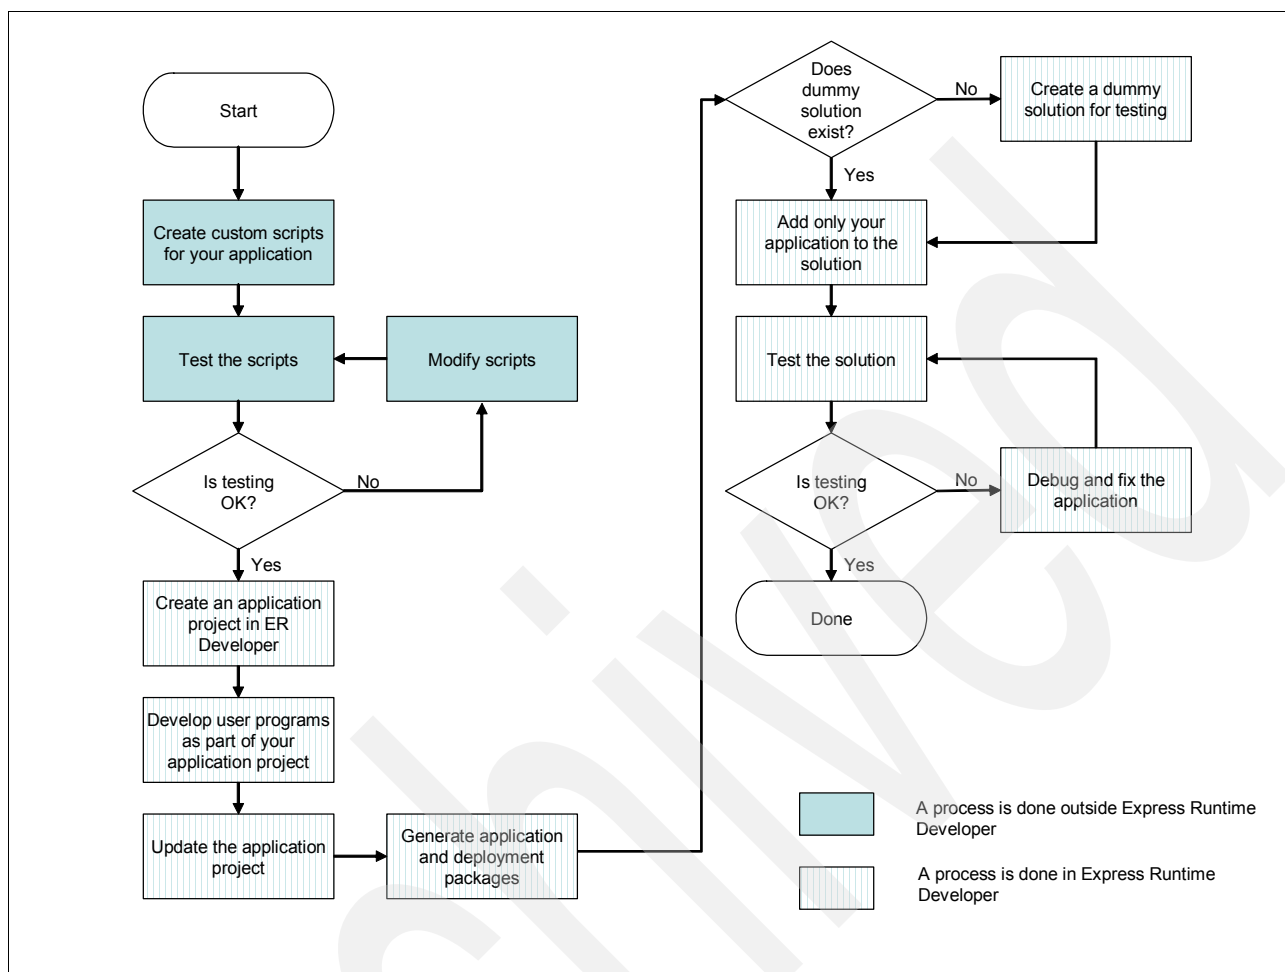 Start
Create custom scripts
for your application
Test the scripts
Modify scripts
Is testing
OK?
No
Yes
Create an application
project in ER
Developer
Develop user programs
as part of your
application project
Update the application
project
Generate application
and deployment
packages
Does
dummy
solution
exist?
No
Create a dummy
solution for testing
Yes
Add only your
application to the
solution
Test the solution
Is testing
OK?
No
Debug and fix the
application
Yes
Done
A process is done outside Express Runtime
Developer
A process is done in Express Runtime
Developer
chived